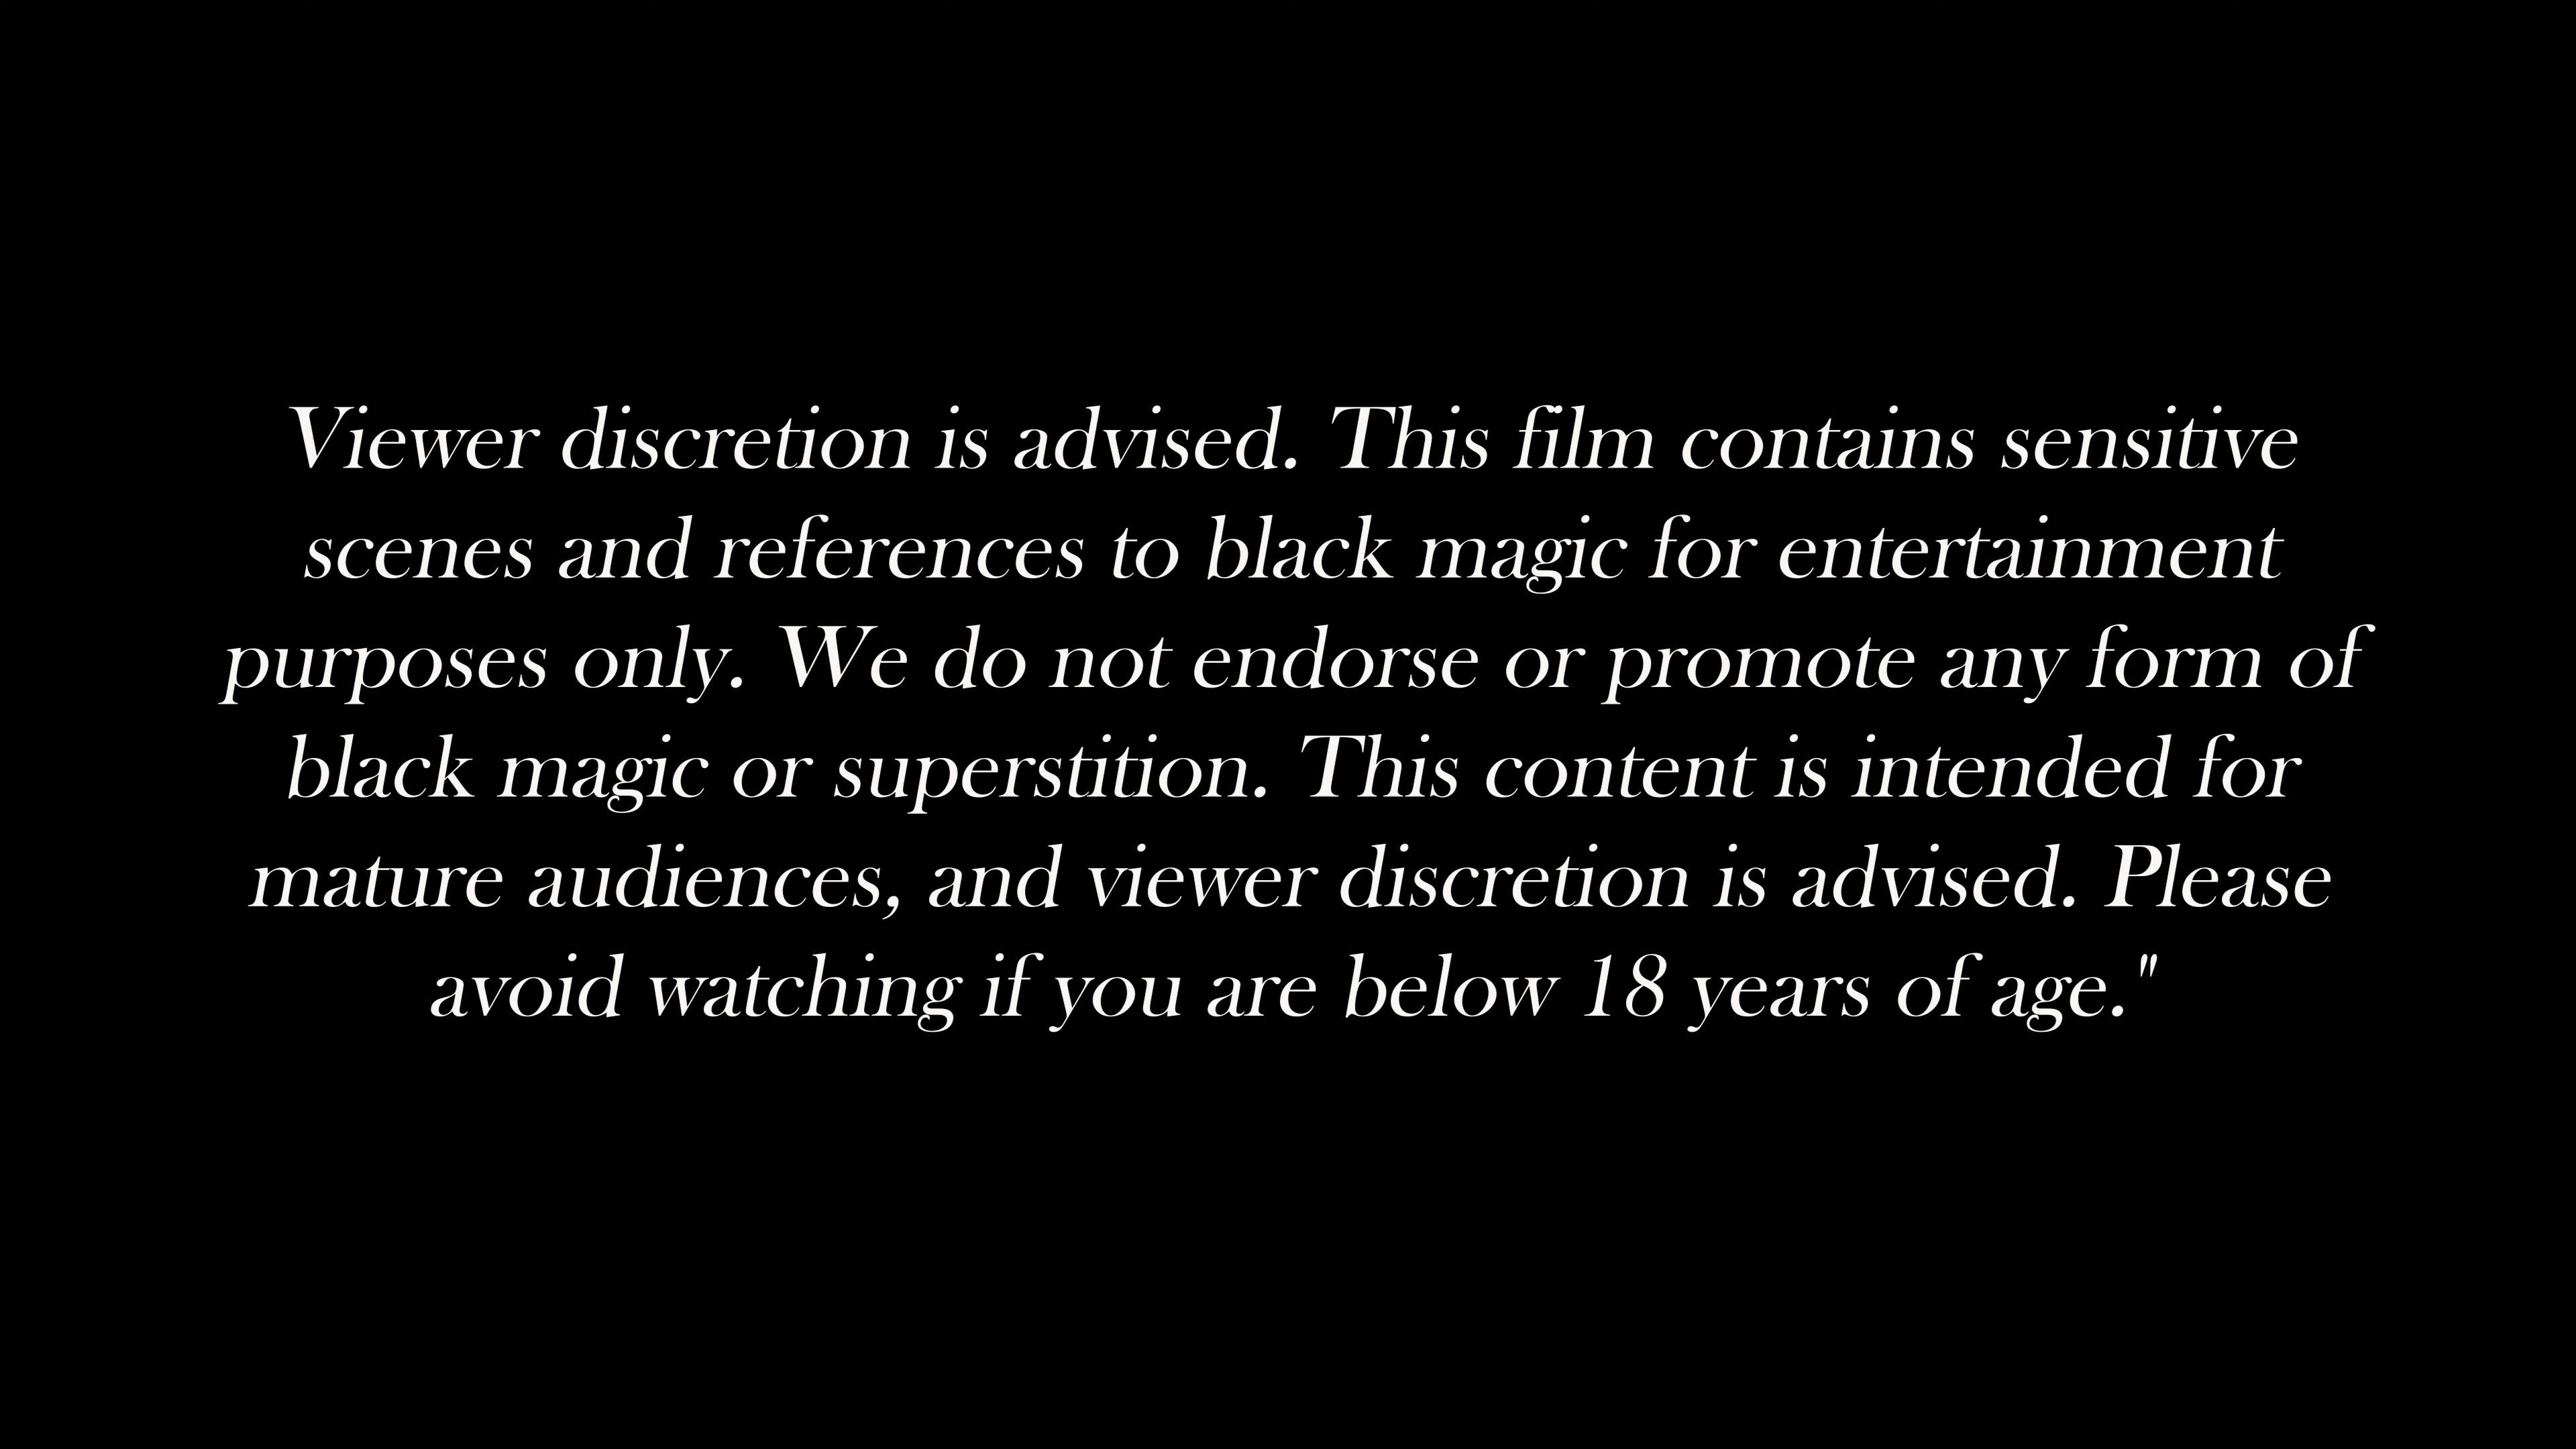 Viewer discretion is advised. This film contains sensitive
scenes and references to black magic for entertainment
purposes only. We do not endorse or promote any form of
black magic or superstition. This content is intended for
mature audiences, and viewer discretion is advised. Please
avoid watching if you are below 18 years of age."